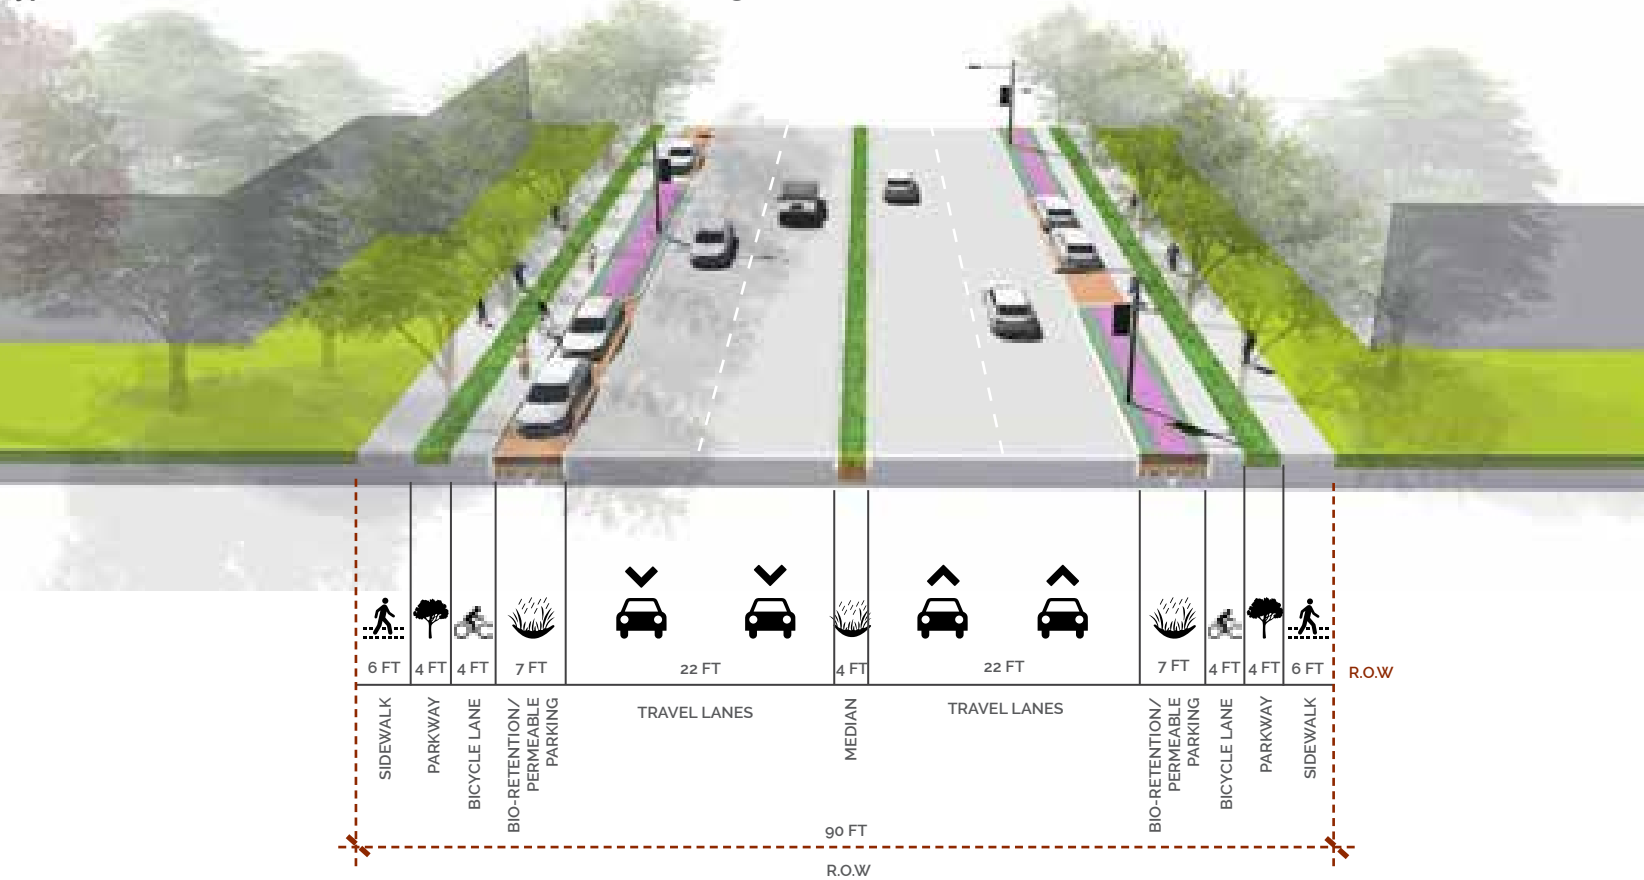 6 FT
4 FT
4 FT
7 FT
22 FT
4 FT
22 FT
7 FT
4 FT
4 FT
6 FT
R.O.W
SIDEWALK
PARKWAY
BICYCLE LANE
BIO-RETENTION/
PERMEABLE
PARKING
TRAVEL LANES
MEDIAN
TRAVEL LANES
BIO-RETENTION/
PERMEABLE
PARKING
BICYCLE LANE
PARKWAY
SIDEWALK
90 FT
R.O.W